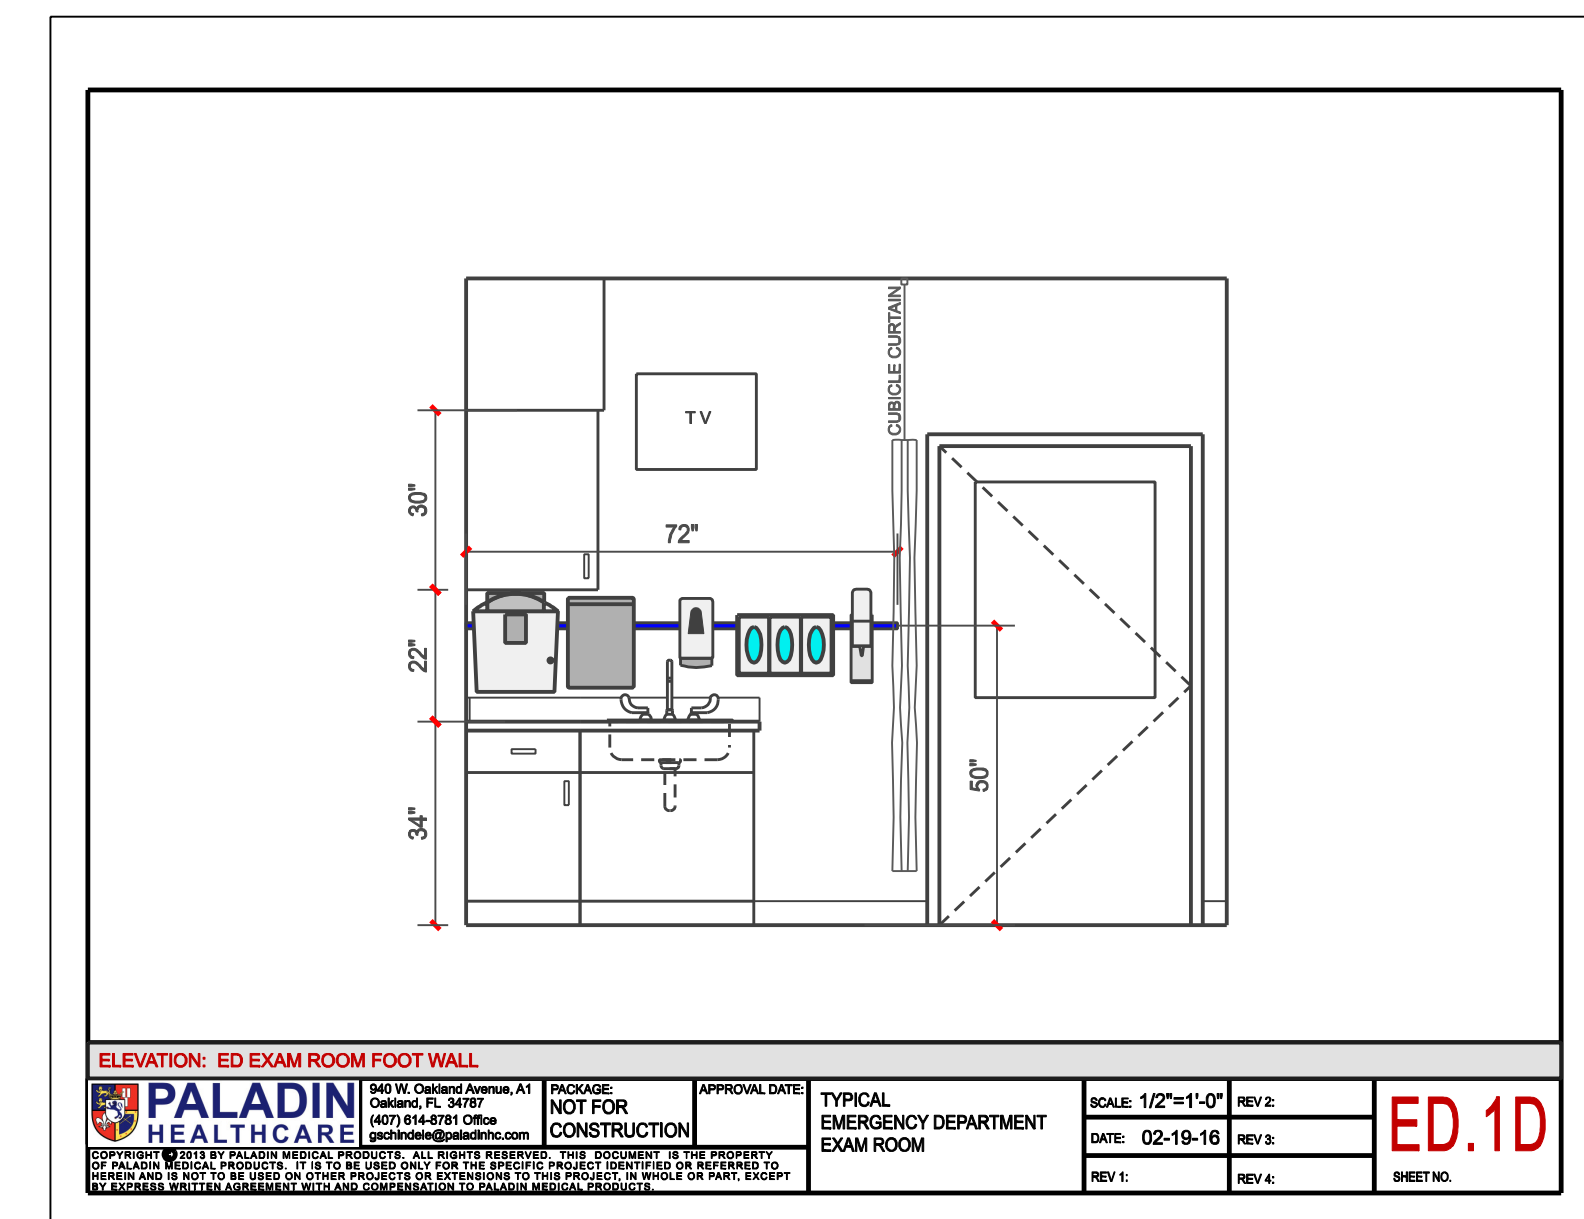 CUBICLE CURTAIN
TV
30"
72"
22"
50"
34"
ELEVATION: ED EXAM ROOM FOOT WALL
PALADIN
HEALTHCARE
940 W. Oakland Avenue, A1
Oakland, FL 34787
(407) 614-8781 Office
gschindele@paladinhc.com
PACKAGE:
NOT FOR
CONSTRUCTION
APPROVAL DATE:
COPYRIGHT 2013 BY PALADIN MEDICAL PRODUCTS. ALL RIGHTS RESERVED. THIS DOCUMENT IS THE PROPERTY
OF PALADIN MEDICAL PRODUCTS. IT IS TO BE USED ONLY FOR THE SPECIFIC PROJECT IDENTIFIED OR REFERRED TO
HEREIN AND IS NOT TO BE USED ON OTHER PROJECTS OR EXTENSIONS TO THIS PROJECT, IN WHOLE OR PART, EXCEPT
BY EXPRESS WRITTEN AGREEMENT WITH AND COMPENSATION TO PALADIN MEDICAL PRODUCTS.
TYPICAL
EMERGENCY DEPARTMENT
EXAM ROOM
SCALE: 1/2"=1'-0"
DATE: 02-19-16
REV 1:
REV 2:
REV 3:
REV 4:
ED.1D
SHEET NO.